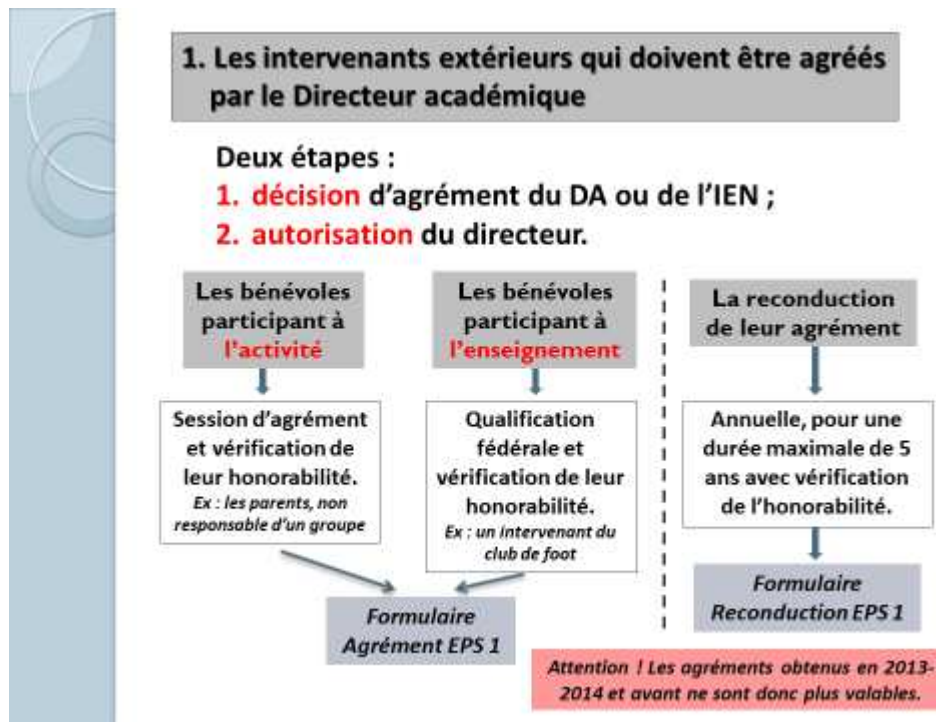 1. Les intervenants extérieurs qui doivent être agréés
par le Directeur académique
Deux étapes :
1. décision d'agrément du DA ou de l'IEN ;
2. autorisation du directeur.
Les bénévoles
participant à
l'activité
Session d'agrément
et vérification de
leur honorabilité.
Ex : les parents, non
responsable d'un groupe
Les bénévoles
participant à
l'enseignement
Qualification
fédérale et
vérification de leur
honorabilité.
Ex : un intervenant du
club de foot
Formulaire
Agrément EPS 1
La reconduction
de leur agrément
Annuelle, pour une
durée maximale de 5
ans avec vérification
de l'honorabilité.
Formulaire
Reconduction EPS 1
Attention ! Les agréments obtenus en 2013-
2014 et avant ne sont donc plus valables.